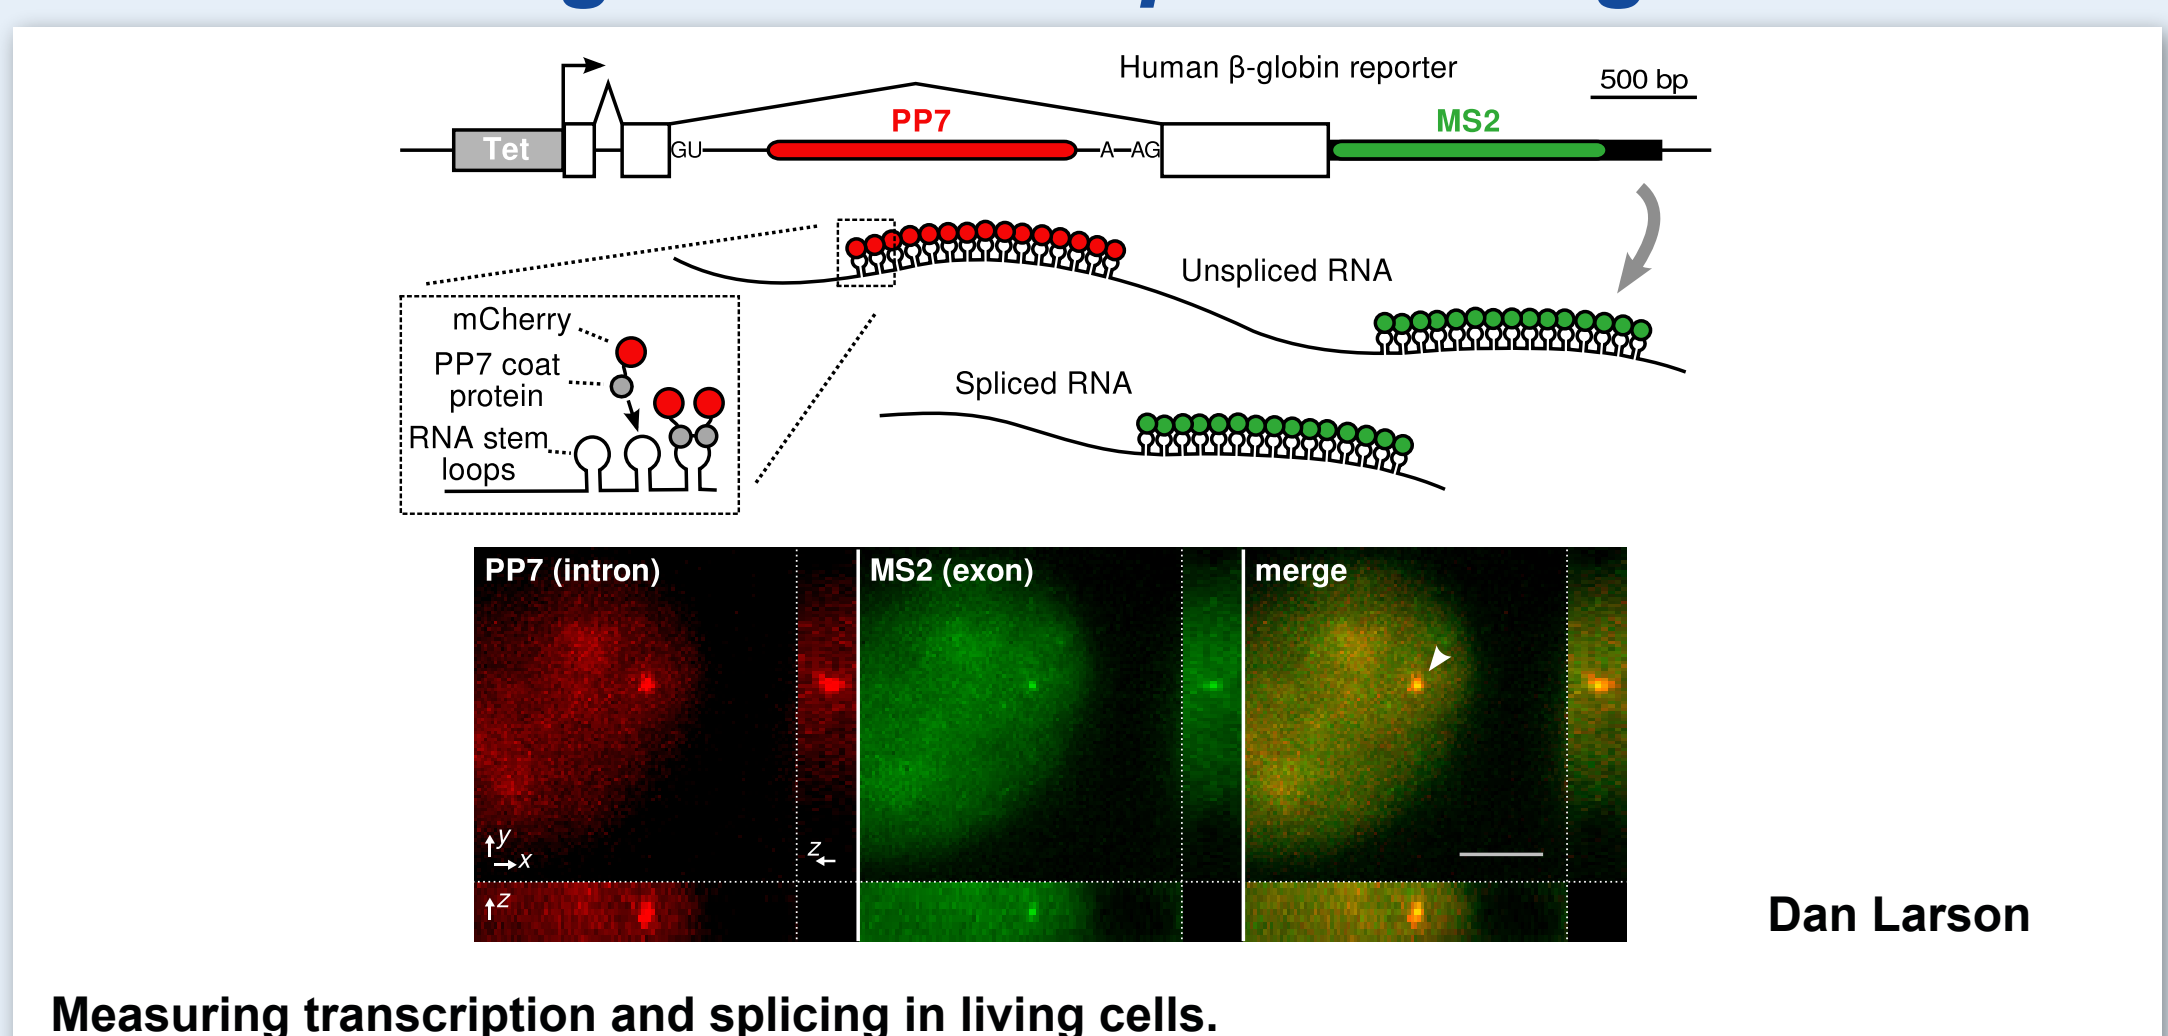 Human β-globin reporter
500 bp
PP7
MS2
Tet
GU
A
AG
Unspliced RNA
mCherry
PP7 coat
protein
RNA stem
loops
Spliced RNA
PP7 (intron)
MS2 (exon)
merge
y
x
z
z
Dan Larson
Measuring transcription and splicing in living cells.